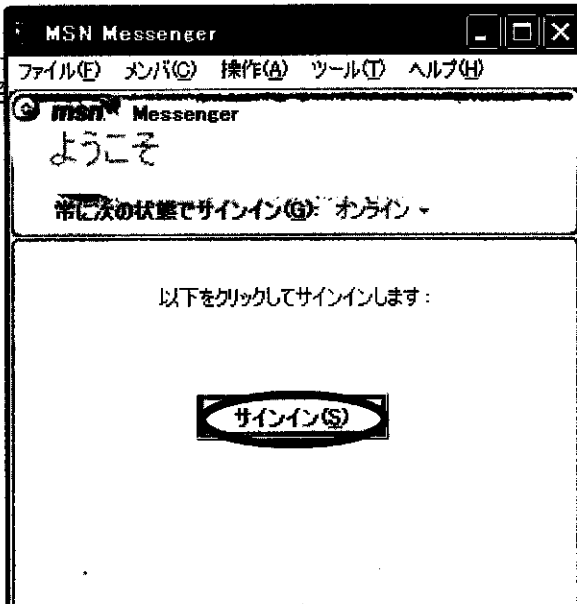 MSN Messenger
ファイル(F) メンバ(C) 操作(A) ツール(T) ヘルプ(H)
msn Messenger
ようこそ
常に次の状態でサインイン(G): オンライン
以下をクリックしてサインインします:
サインイン(S)